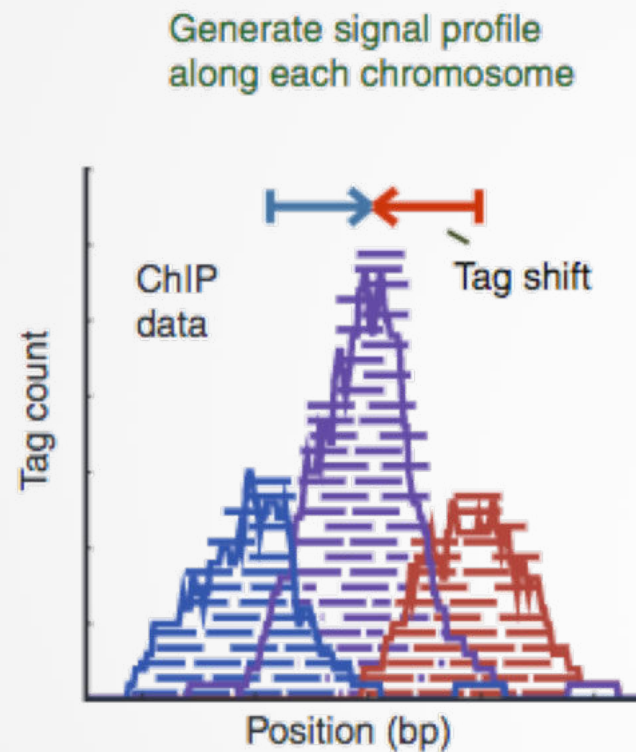 Generate signal profile
along each chromosome
ChIP
data
Tag shift
Tag count
Position (bp)